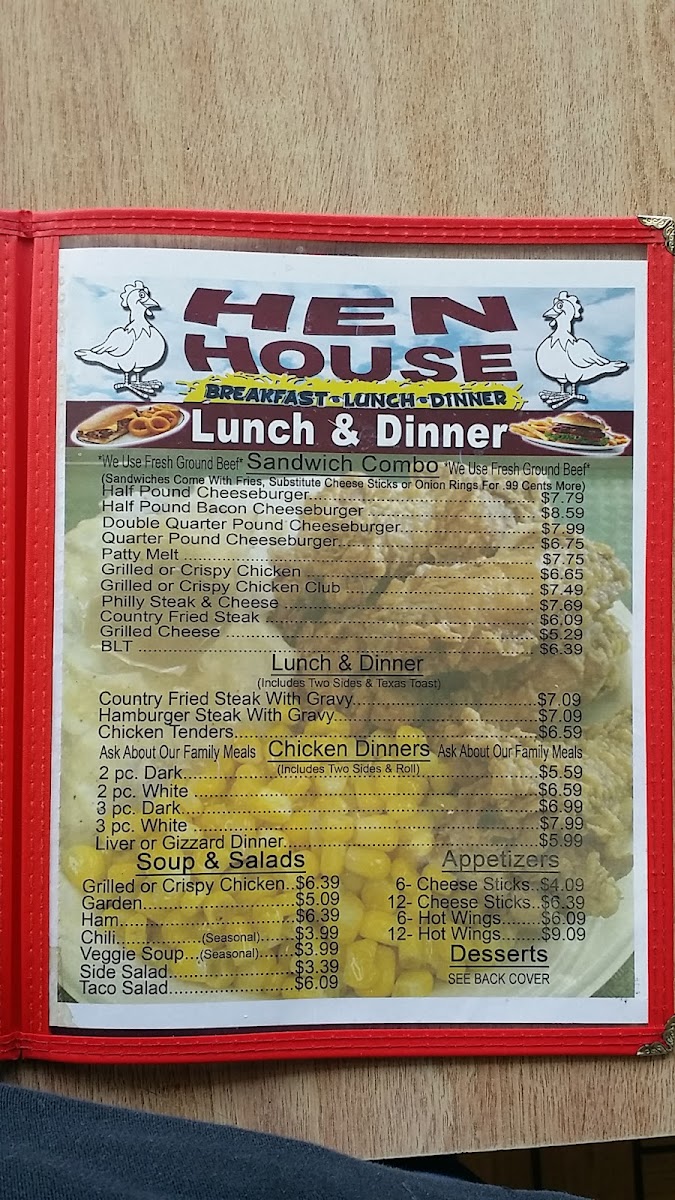 HEN
HOUSE
BREAKFAST • LUNCH • DINNER
Lunch & Dinner
*We Use Fresh Ground Beef* Sandwich Combo *We Use Fresh Ground Beef*
(Sandwiches Come With Fries, Substitute Cheese Sticks or Onion Rings For .99 Cents More)
Half Pound Cheeseburger $7.79
Half Pound Bacon Cheeseburger $8.59
Double Quarter Pound Cheeseburger $7.99
Quarter Pound Cheeseburger $6.75
Patty Melt $7.75
Grilled or Crispy Chicken $6.65
Grilled or Crispy Chicken Club $7.49
Philly Steak & Cheese $7.69
Country Fried Steak $6.09
Grilled Cheese $5.29
BLT $6.39
Lunch & Dinner
(Includes Two Sides & Texas Toast)
Country Fried Steak With Gravy $7.09
Hamburger Steak With Gravy $7.09
Chicken Tenders $6.59
Ask About Our Family Meals Chicken Dinners Ask About Our Family Meals
(Includes Two Sides & Roll)
2 pc. Dark $5.59
2 pc. White $6.59
3 pc. Dark $6.99
3 pc. White $7.99
Liver or Gizzard Dinner $5.99
Soup & Salads
Grilled or Crispy Chicken $6.39
Garden $5.09
Ham $6.39
Chili (Seasonal) $3.99
Veggie Soup (Seasonal) $3.99
Side Salad $3.39
Taco Salad $6.09
Appetizers
6- Cheese Sticks $4.09
12- Cheese Sticks $6.39
6- Hot Wings $6.09
12- Hot Wings $9.09
Desserts
SEE BACK COVER